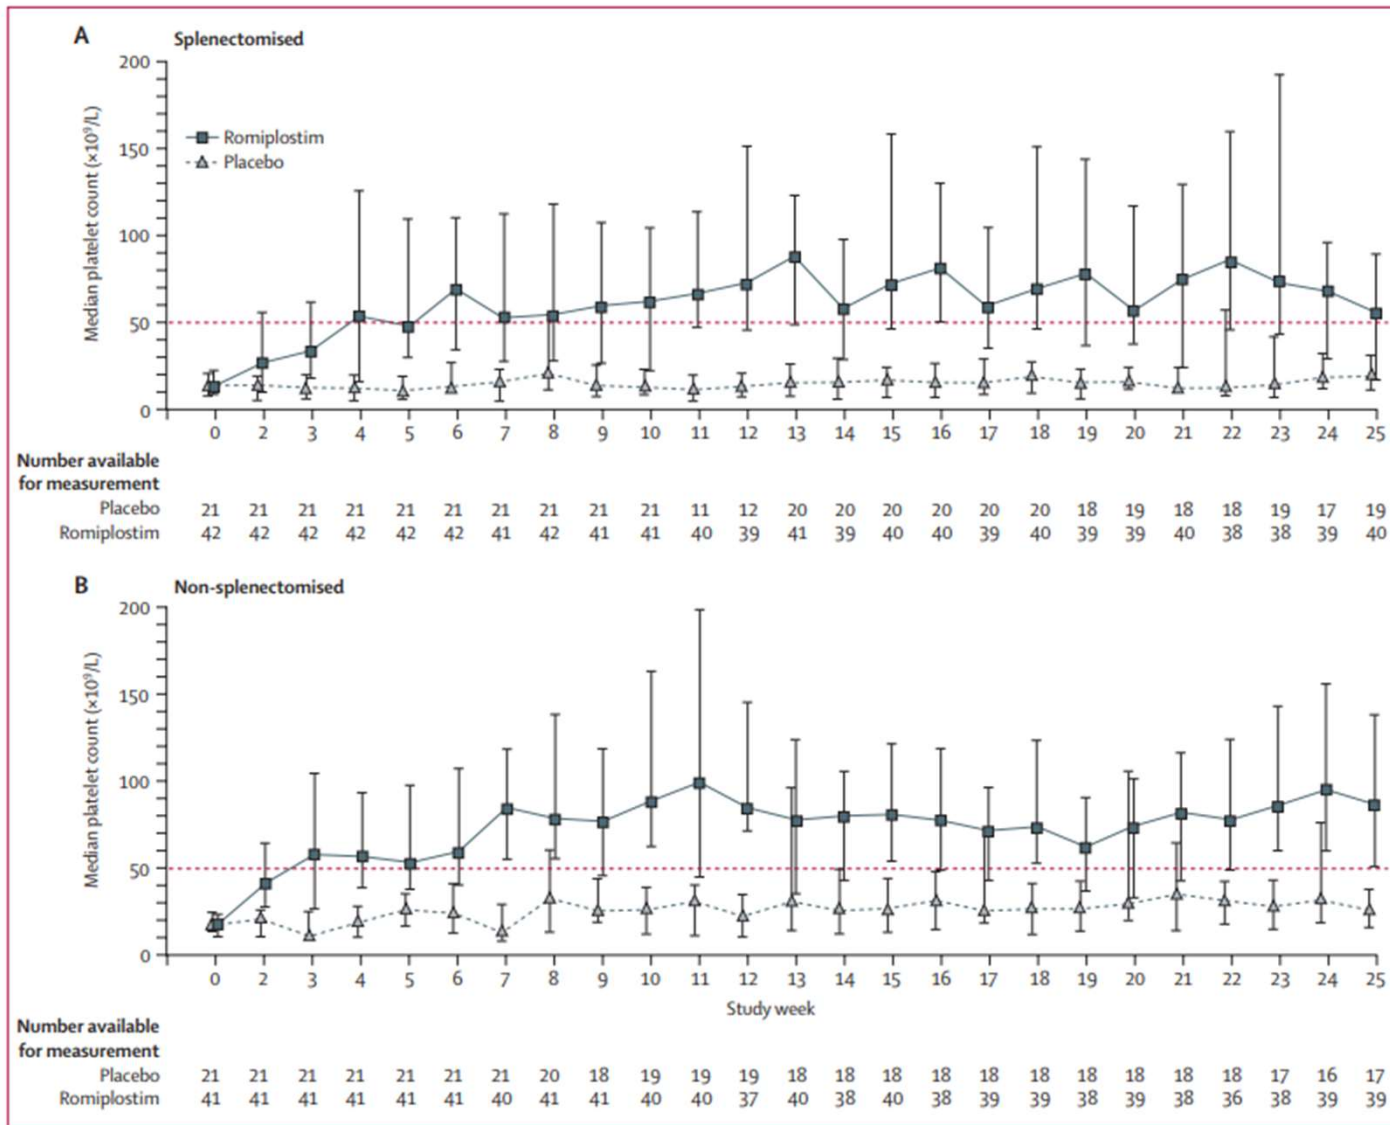 A Splenectomised
200
150
100
50
0
Median platelet count (×10⁹/L)
Romiplostim
Placebo
0 2 3 4 5 6 7 8 9 10 11 12 13 14 15 16 17 18 19 20 21 22 23 24 25
Number available
for measurement
Placebo 21 21 21 21 21 21 21 21 21 21 11 12 20 20 20 20 20 20 18 19 18 18 19 17 19
Romiplostim 42 42 42 42 42 42 41 42 41 41 40 39 41 39 40 40 39 40 39 39 40 38 38 39 40
B Non-splenectomised
200
150
100
50
0
Median platelet count (×10⁹/L)
0 2 3 4 5 6 7 8 9 10 11 12 13 14 15 16 17 18 19 20 21 22 23 24 25
Study week
Number available
for measurement
Placebo 21 21 21 21 21 21 21 20 18 19 19 19 18 18 18 18 18 18 18 18 18 18 17 16 17
Romiplostim 41 41 41 41 41 41 40 41 41 40 40 37 40 38 40 38 39 39 38 39 38 36 38 39 39